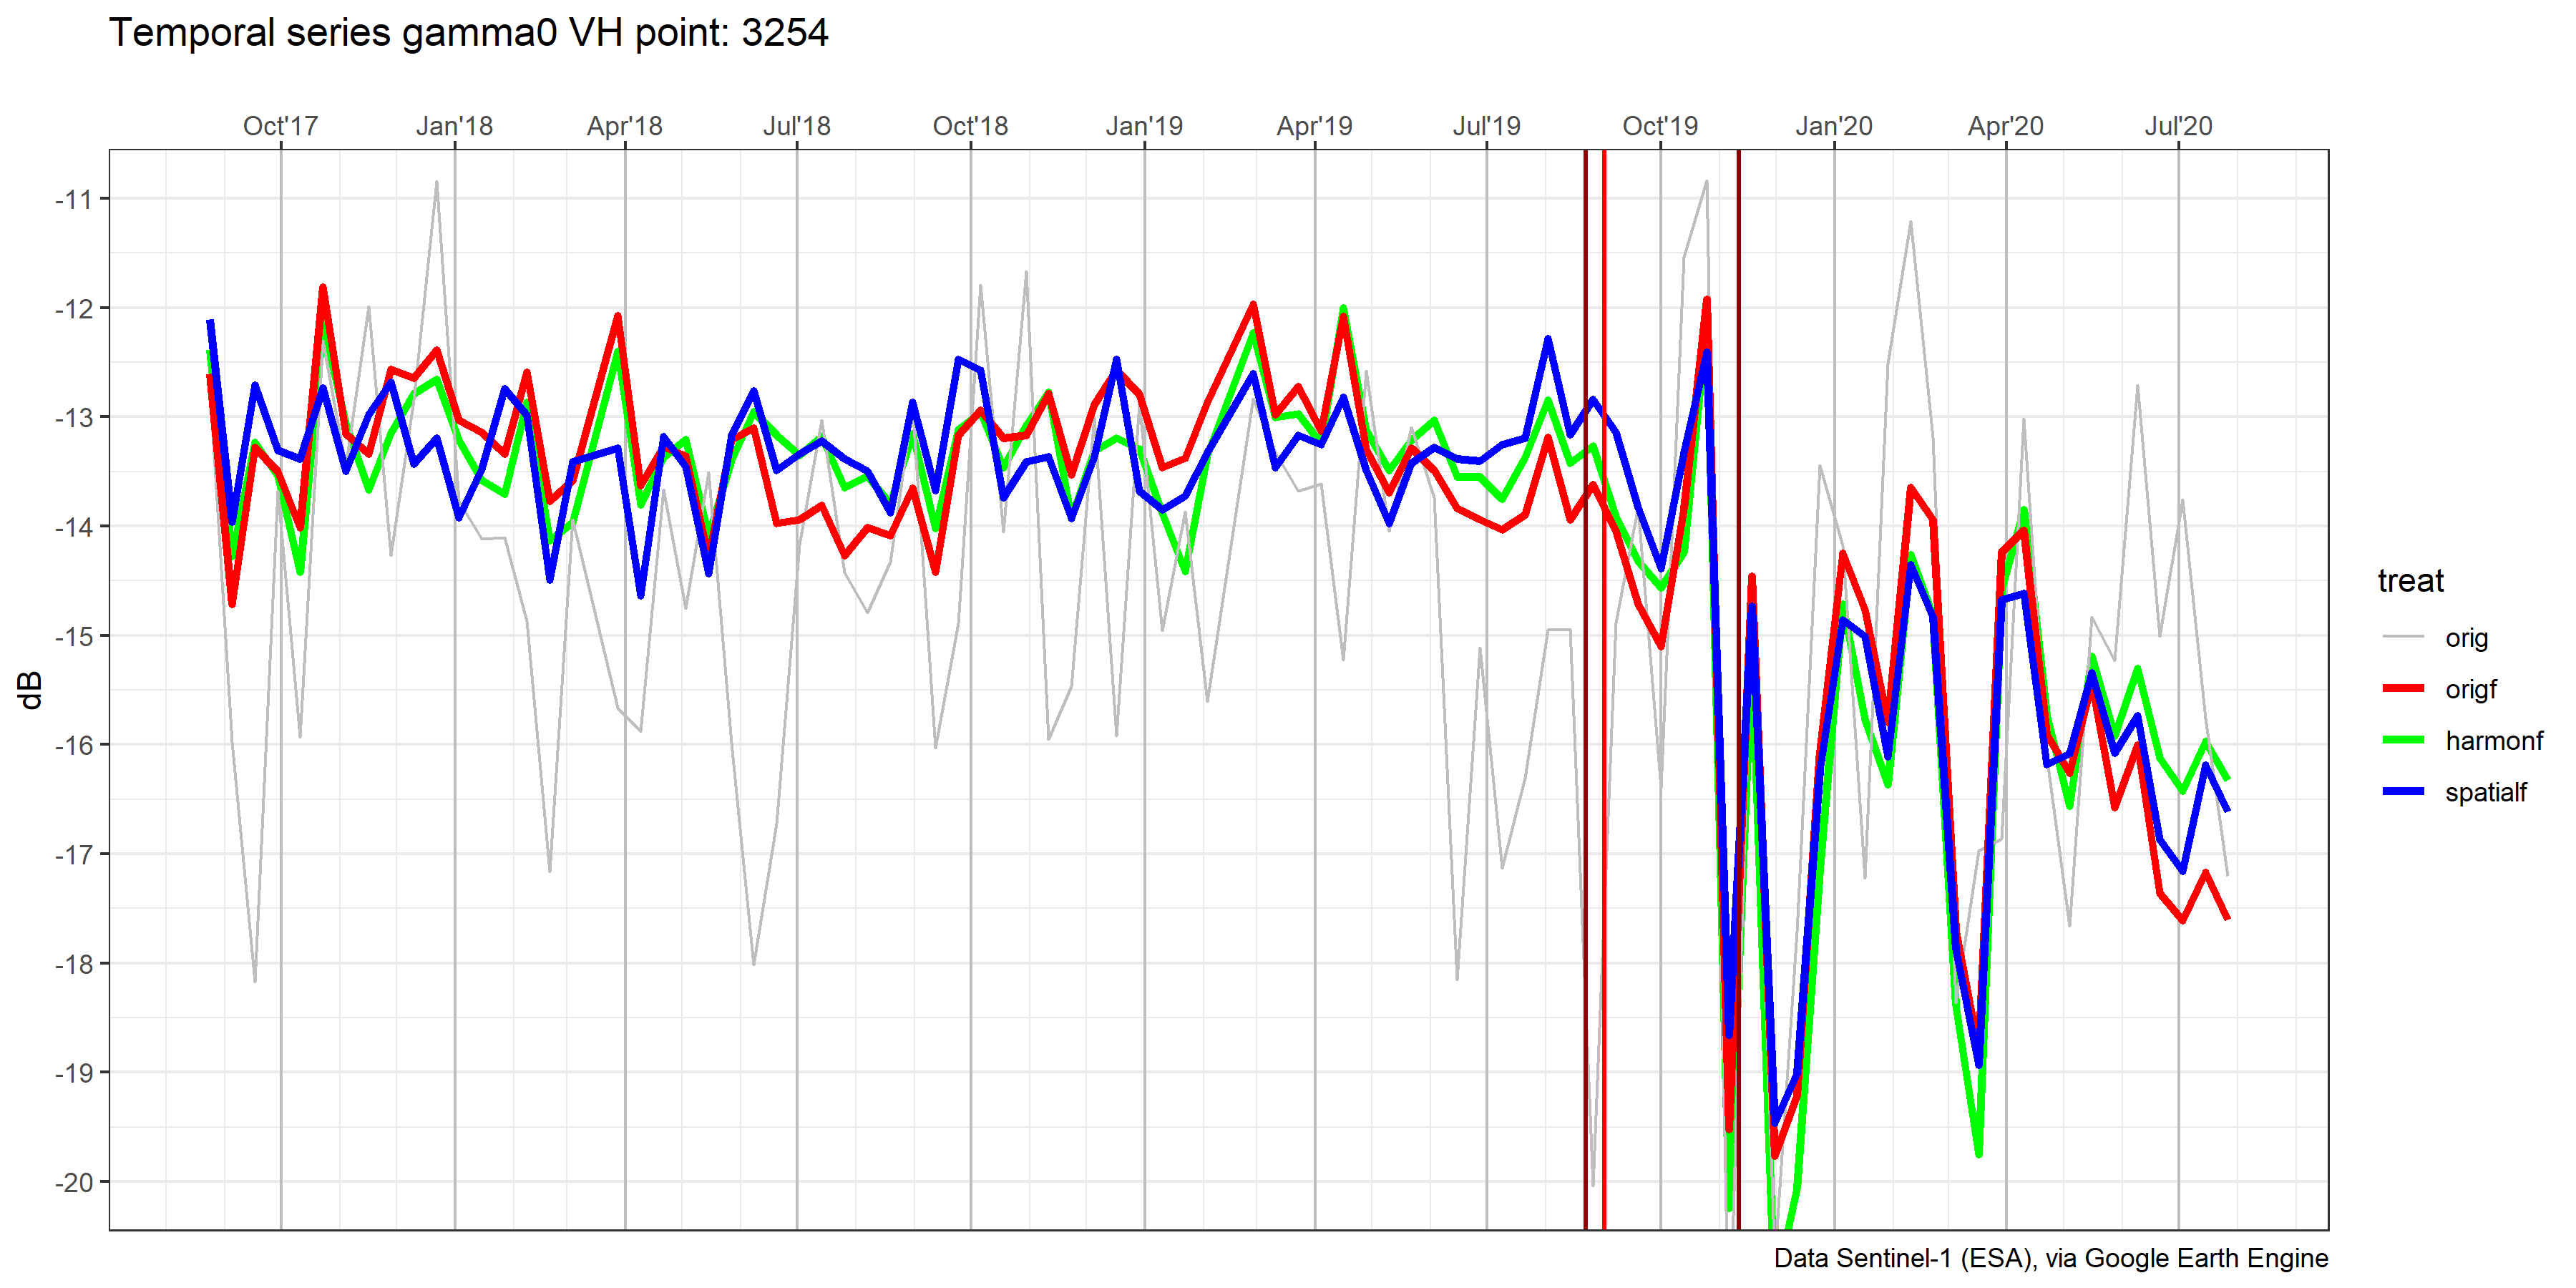 Temporal series gamma0 VH point: 3254
Oct'17 Jan'18 Apr'18 Jul'18 Oct'18 Jan'19 Apr'19 Jul'19 Oct'19 Jan'20 Apr'20 Jul'20
-11
-12
-13
-14
-15
-16
-17
-18
-19
-20
dB
treat
orig
origf
harmonf
spatialf
Data Sentinel-1 (ESA), via Google Earth Engine